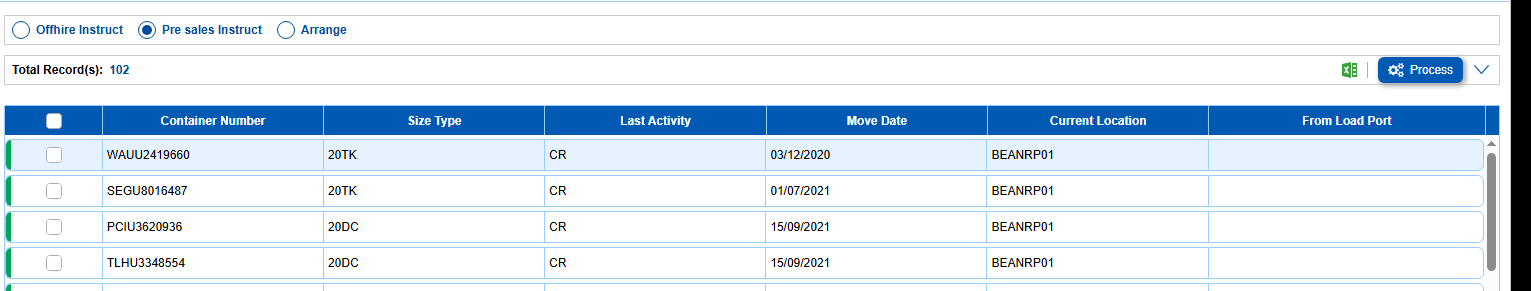 Offhire Instruct Pre sales Instruct Arrange
Total Record(s): 102 Process
Container Number Size Type Last Activity Move Date Current Location From Load Port
WAUU2419660 20TK CR 03/12/2020 BEANRP01
SEGU8016487 20TK CR 01/07/2021 BEANRP01
PCIU3620936 20DC CR 15/09/2021 BEANRP01
TLHU3348554 20DC CR 15/09/2021 BEANRP01